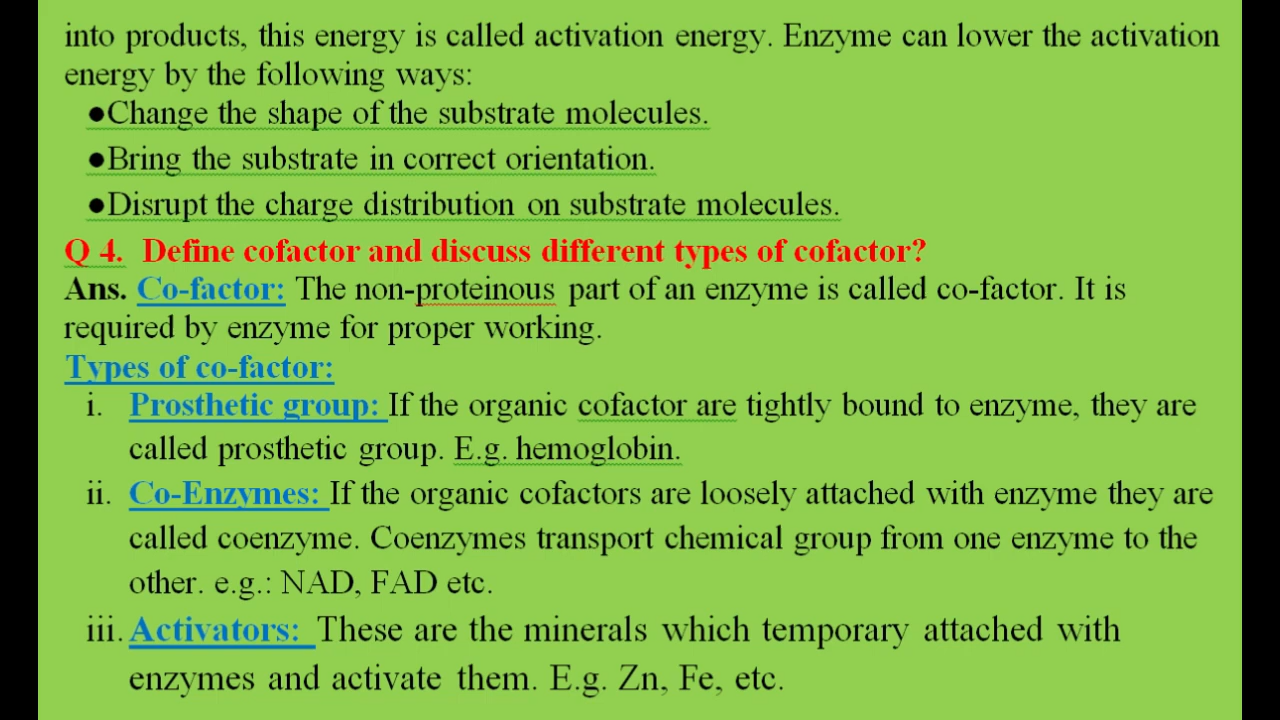 into products, this energy is called activation energy. Enzyme can lower the activation
energy by the following ways:
●Change the shape of the substrate molecules.
●Bring the substrate in correct orientation.
●Disrupt the charge distribution on substrate molecules.
Q 4. Define cofactor and discuss different types of cofactor?
Ans. Co-factor: The non-proteinous part of an enzyme is called co-factor. It is
required by enzyme for proper working.
Types of co-factor:
i. Prosthetic group: If the organic cofactor are tightly bound to enzyme, they are
called prosthetic group. E.g. hemoglobin.
ii. Co-Enzymes: If the organic cofactors are loosely attached with enzyme they are
called coenzyme. Coenzymes transport chemical group from one enzyme to the
other. e.g.: NAD, FAD etc.
iii. Activators: These are the minerals which temporary attached with
enzymes and activate them. E.g. Zn, Fe, etc.